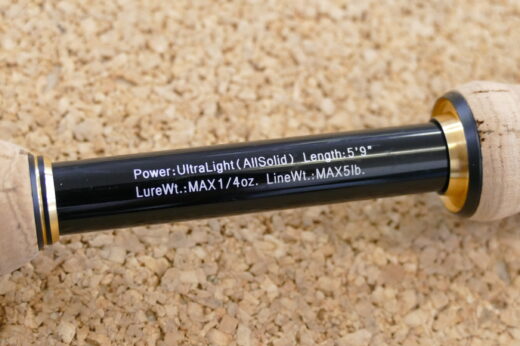 Power:UltraLight(AllSolid) Length:5'9"
LureWt.:MAX1/4oz. LineWt.:MAX5lb.